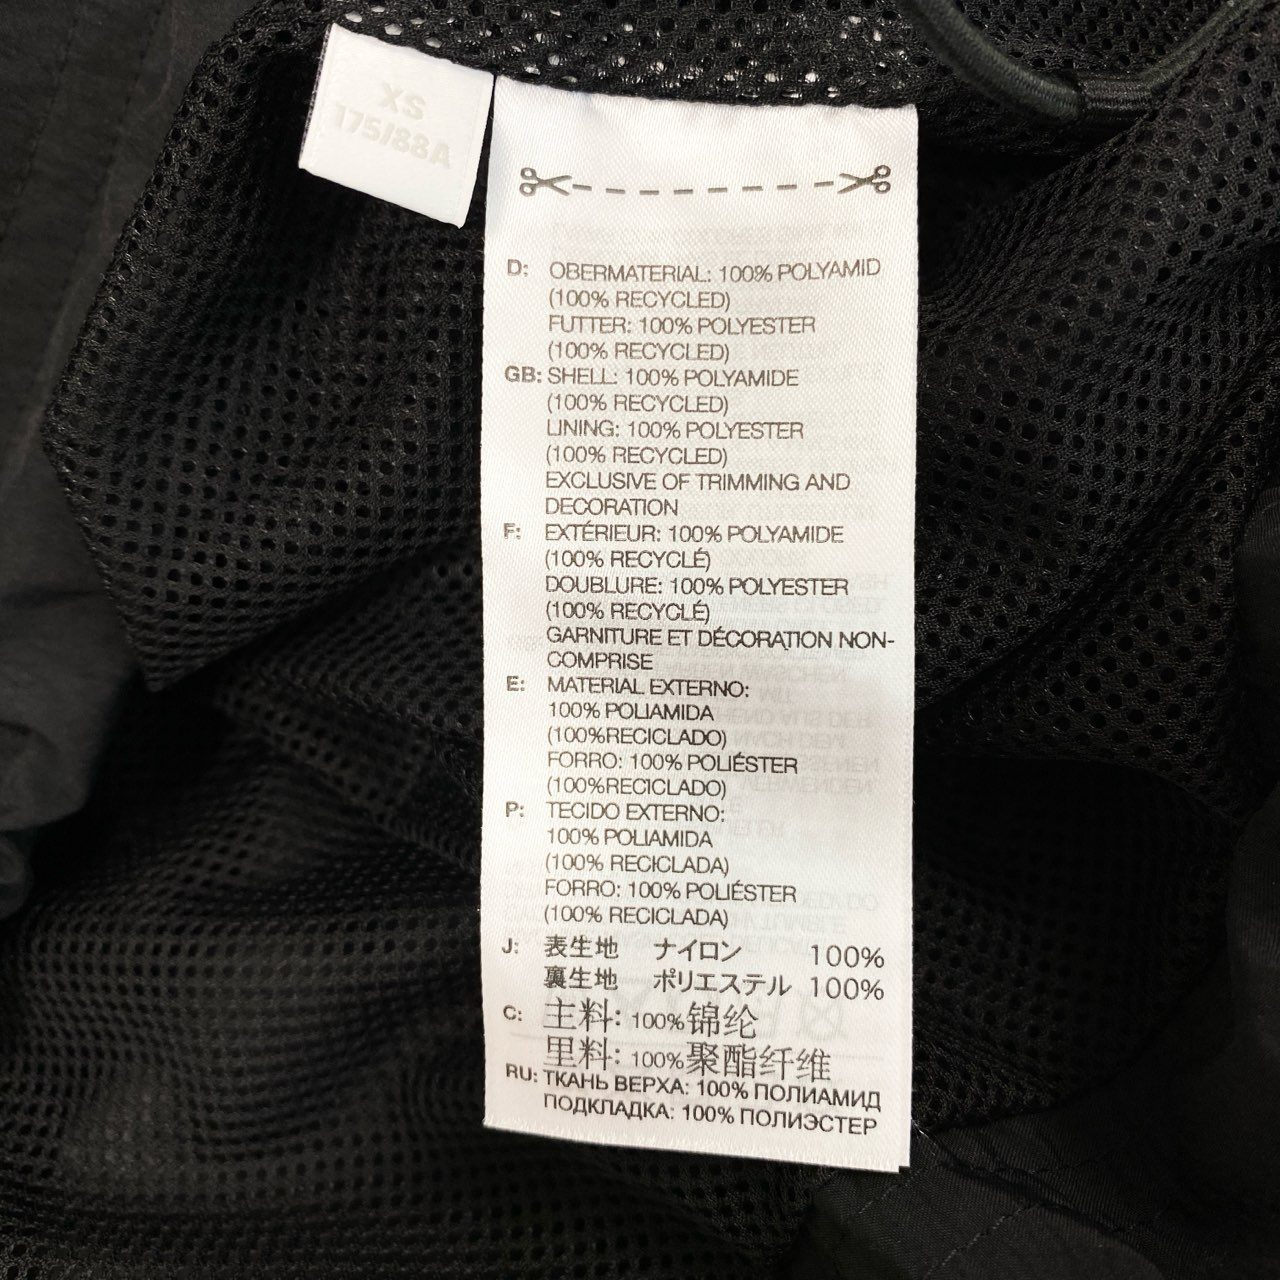 XS
175/88A
D: OBERMATERIAL: 100% POLYAMID
(100% RECYCLED)
FUTTER: 100% POLYESTER
(100% RECYCLED)
GB: SHELL: 100% POLYAMIDE
(100% RECYCLED)
LINING: 100% POLYESTER
(100% RECYCLED)
EXCLUSIVE OF TRIMMING AND
DECORATION
F: EXTÉRIEUR: 100% POLYAMIDE
(100% RECYCLÉ)
DOUBLURE: 100% POLYESTER
(100% RECYCLÉ)
GARNITURE ET DÉCORATION NON-
COMPRISE
E: MATERIAL EXTERNO:
100% POLIAMIDA
(100%RECICLADO)
FORRO: 100% POLIÉSTER
(100%RECICLADO)
P: TECIDO EXTERNO:
100% POLIAMIDA
(100% RECICLADA)
FORRO: 100% POLIÉSTER
(100% RECICLADA)
J: 表生地 ナイロン 100%
裏生地 ポリエステル 100%
C: 主料: 100%锦纶
里料: 100%聚酯纤维
RU: ТКАНЬ ВЕРХА: 100% ПОЛИАМИД
ПОДКЛАДКА: 100% ПОЛИЭСТЕР